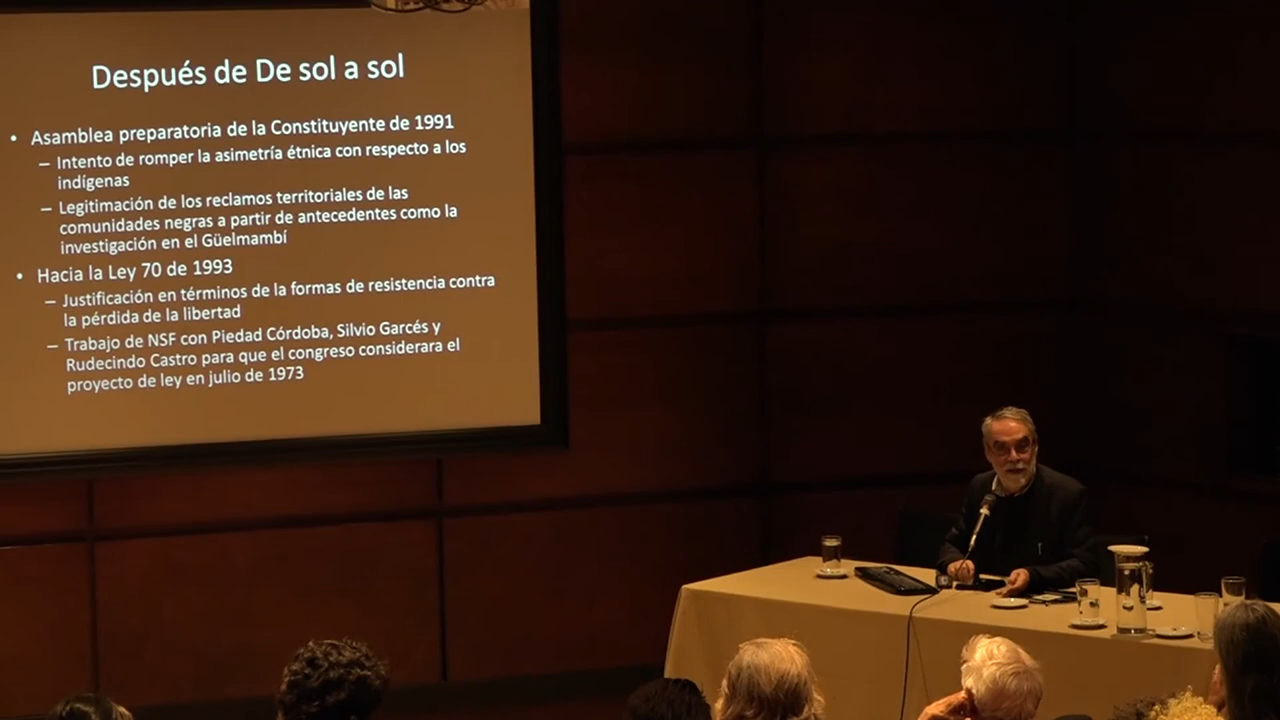 Después de De sol a sol
• Asamblea preparatoria de la Constituyente de 1991
– Intento de romper la asimetría étnica con respecto a los
indígenas
– Legitimación de los reclamos territoriales de las
comunidades negras a partir de antecedentes como la
investigación en el Güelmambí
• Hacia la Ley 70 de 1993
– Justificación en términos de la formas de resistencia contra
la pérdida de la libertad
– Trabajo de NSF con Piedad Córdoba, Silvio Garcés y
Rudecindo Castro para que el congreso considerara el
proyecto de ley en julio de 1973